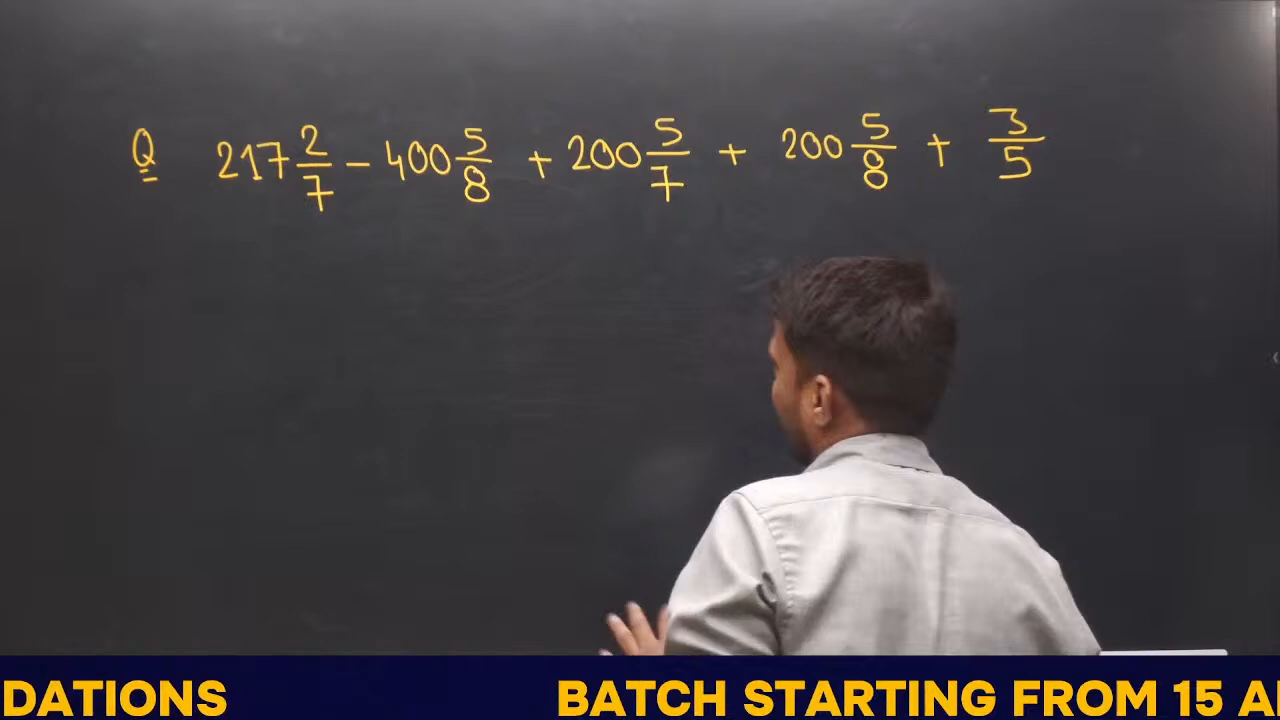 Q 217 2/7 - 400 5/8 + 200 5/7 + 200 5/8 + 3/5
DATIONS BATCH STARTING FROM 15 A